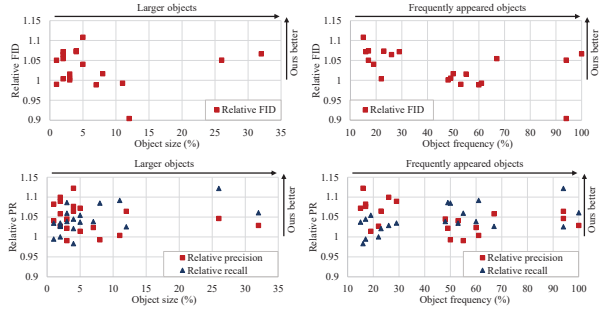 Larger objects
Relative FID
1.15
1.1
1.05
1
0.95
0.9
0
5
10
15
20
25
30
35
Object size (%)
Relative FID
Ours better
Frequently appeared objects
Relative FID
1.15
1.1
1.05
1
0.95
0.9
10
20
30
40
50
60
70
80
90
100
Object frequency (%)
Relative FID
Ours better
Larger objects
Relative PR
1.15
1.1
1.05
1
0.95
0.9
0
5
10
15
20
25
30
35
Object size (%)
Relative precision
Relative recall
Ours better
Frequently appeared objects
Relative PR
1.15
1.1
1.05
1
0.95
0.9
10
20
30
40
50
60
70
80
90
100
Object frequency (%)
Relative precision
Relative recall
Ours better